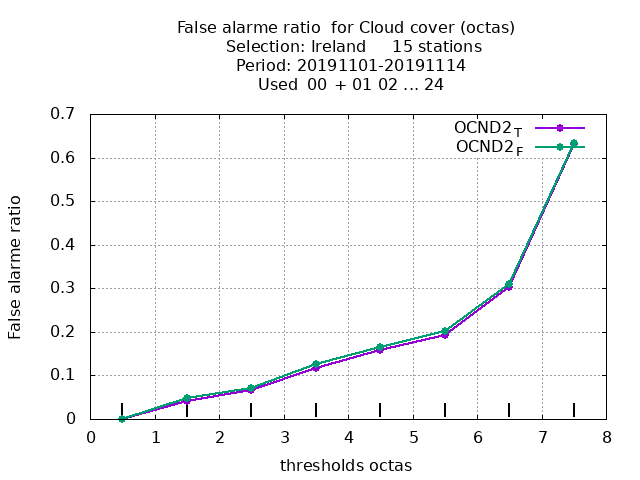 False alarme ratio  for Cloud cover (octas)
Selection: Ireland     15 stations
Period: 20191101-20191114
Used  00 + 01 02 ... 24
OCND2T
OCND2F
False alarme ratio
0.7
0.6
0.5
0.4
0.3
0.2
0.1
0
0 1 2 3 4 5 6 7 8
thresholds octas